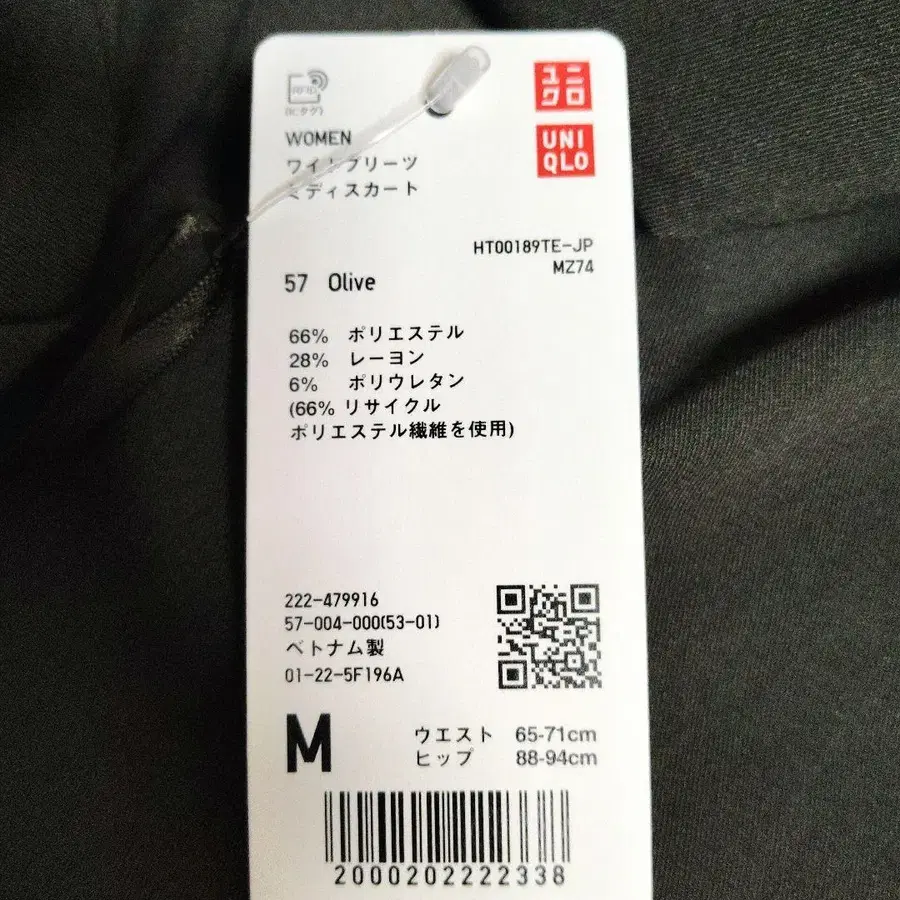 RFID
(ICタグ)
ユニ
クロ
UNI
QLO
WOMEN
ワイドプリーツ
ミディスカート
HT00189TE-JP
MZ74
57 Olive
66% ポリエステル
28% レーヨン
6% ポリウレタン
(66% リサイクル
ポリエステル繊維を使用)
222-479916
57-004-000(53-01)
ベトナム製
01-22-5F196A
M
ウエスト 65-71cm
ヒップ 88-94cm
2000202222338